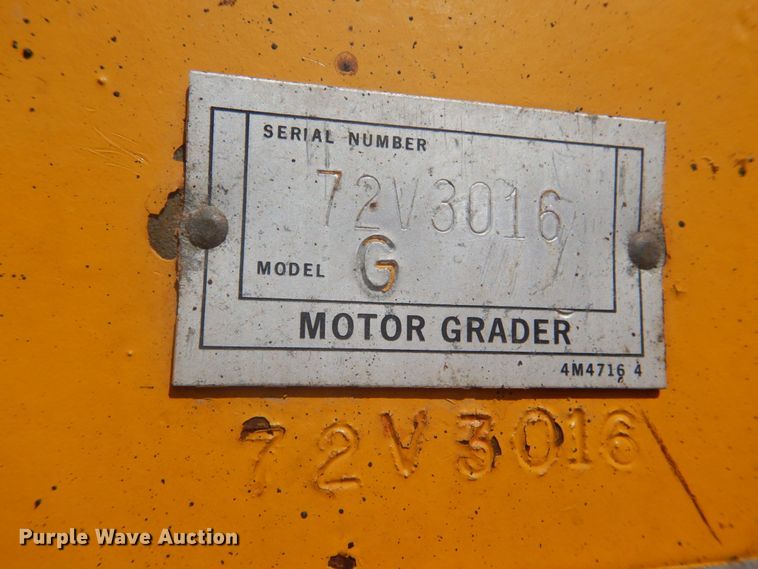 SERIAL NUMBER
72V3016
MODEL G
MOTOR GRADER
4M4716 4
72V3016
Purple Wave Auction